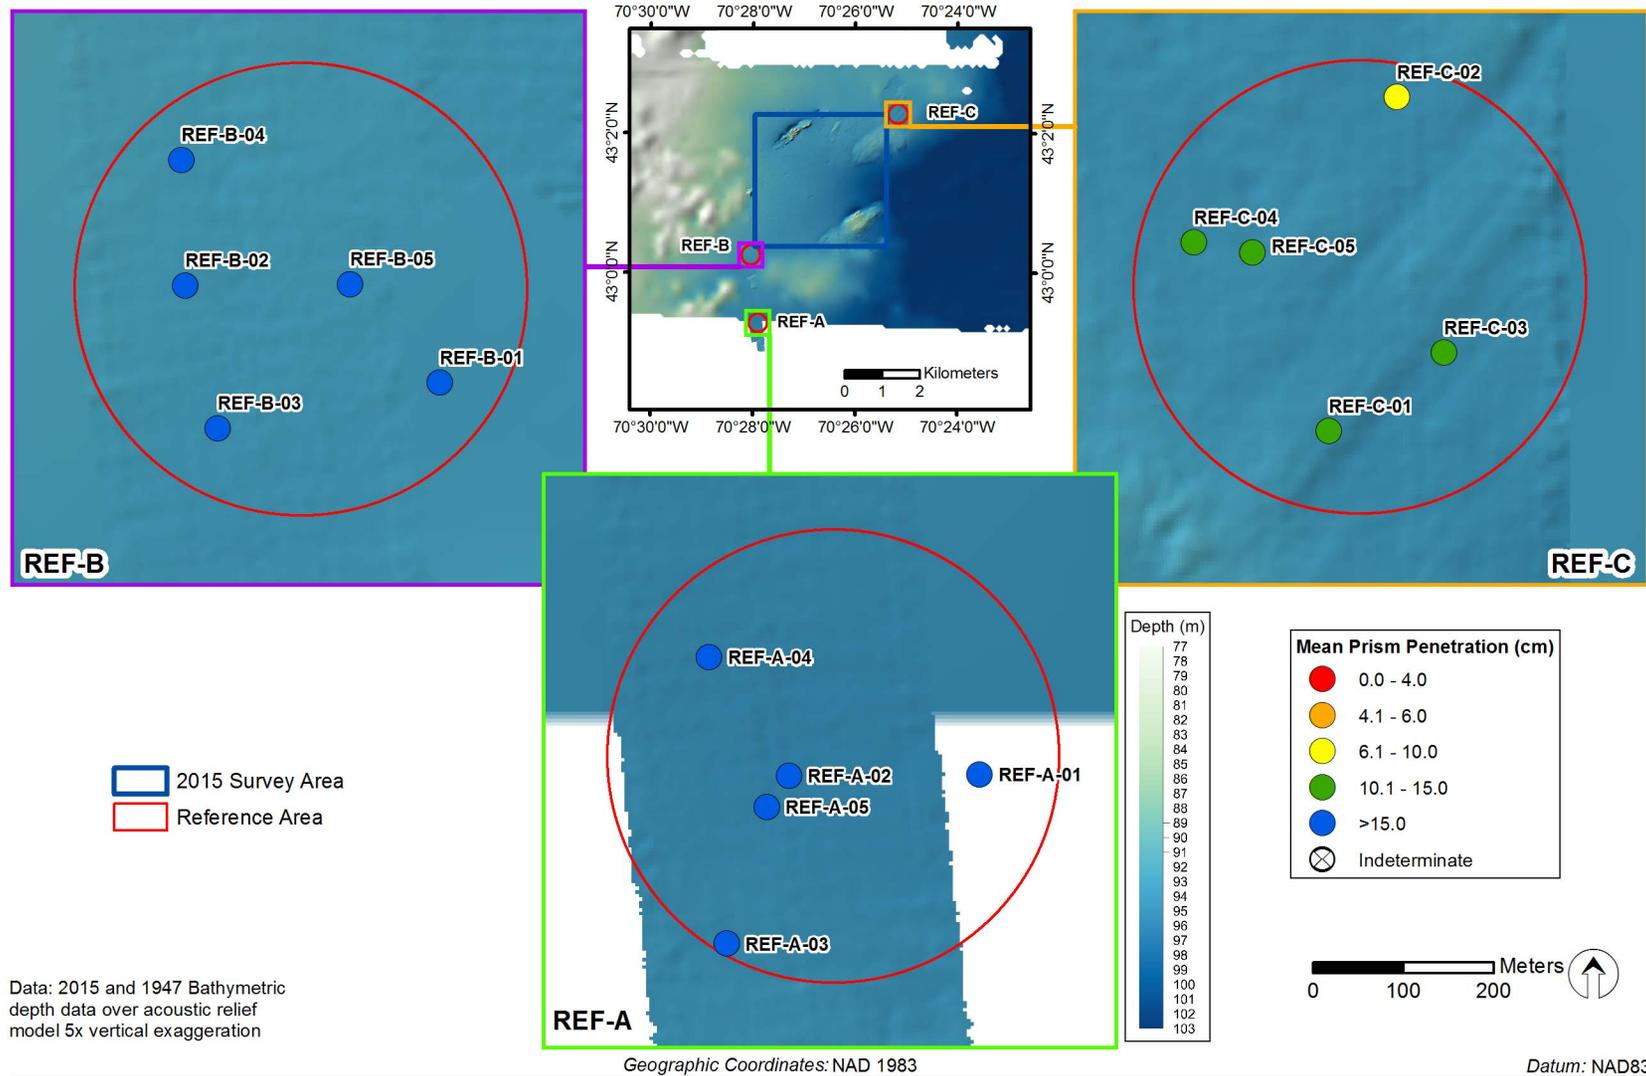 70°30'0"W 70°28'0"W 70°26'0"W 70°24'0"W
43°2'0"N
43°0'0"N
43°2'0"N
43°0'0"N
REF-C
REF-B
REF-A
Kilometers
0 1 2
70°30'0"W 70°28'0"W 70°26'0"W 70°24'0"W
REF-B-04
REF-B-02
REF-B-05
REF-B-01
REF-B-03
REF-B
REF-C-02
REF-C-04
REF-C-05
REF-C-03
REF-C-01
REF-C
REF-A-04
REF-A-02
REF-A-01
REF-A-05
REF-A-03
REF-A
Depth (m)
77
78
79
80
81
82
83
84
85
86
87
88
89
90
91
92
93
94
95
96
97
98
99
100
101
102
103
Mean Prism Penetration (cm)
0.0 - 4.0
4.1 - 6.0
6.1 - 10.0
10.1 - 15.0
>15.0
Indeterminate
2015 Survey Area
Reference Area
Meters
0 100 200
Data: 2015 and 1947 Bathymetric
depth data over acoustic relief
model 5x vertical exaggeration
Geographic Coordinates: NAD 1983
Datum: NAD83